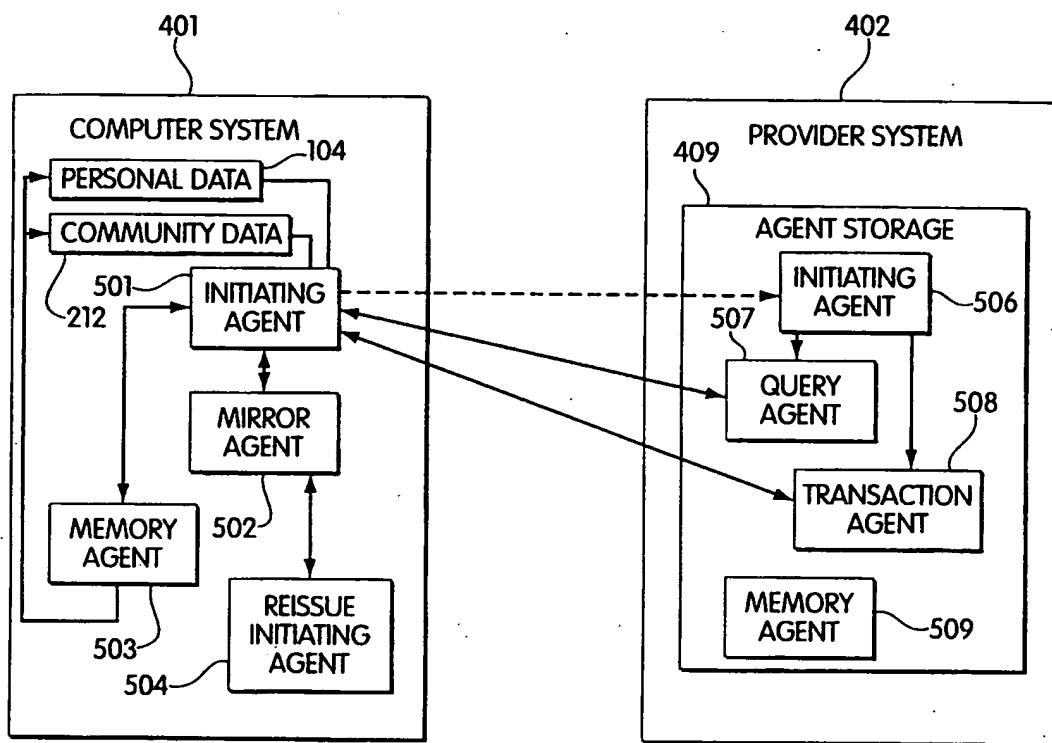 401
402
COMPUTER SYSTEM
104
PERSONAL DATA
COMMUNITY DATA
501
212
INITIATING
AGENT
MIRROR
AGENT
502
MEMORY
AGENT
503
REISSUE
INITIATING
AGENT
504
PROVIDER SYSTEM
409
AGENT STORAGE
INITIATING
AGENT
506
507
QUERY
AGENT
508
TRANSACTION
AGENT
MEMORY
AGENT
509